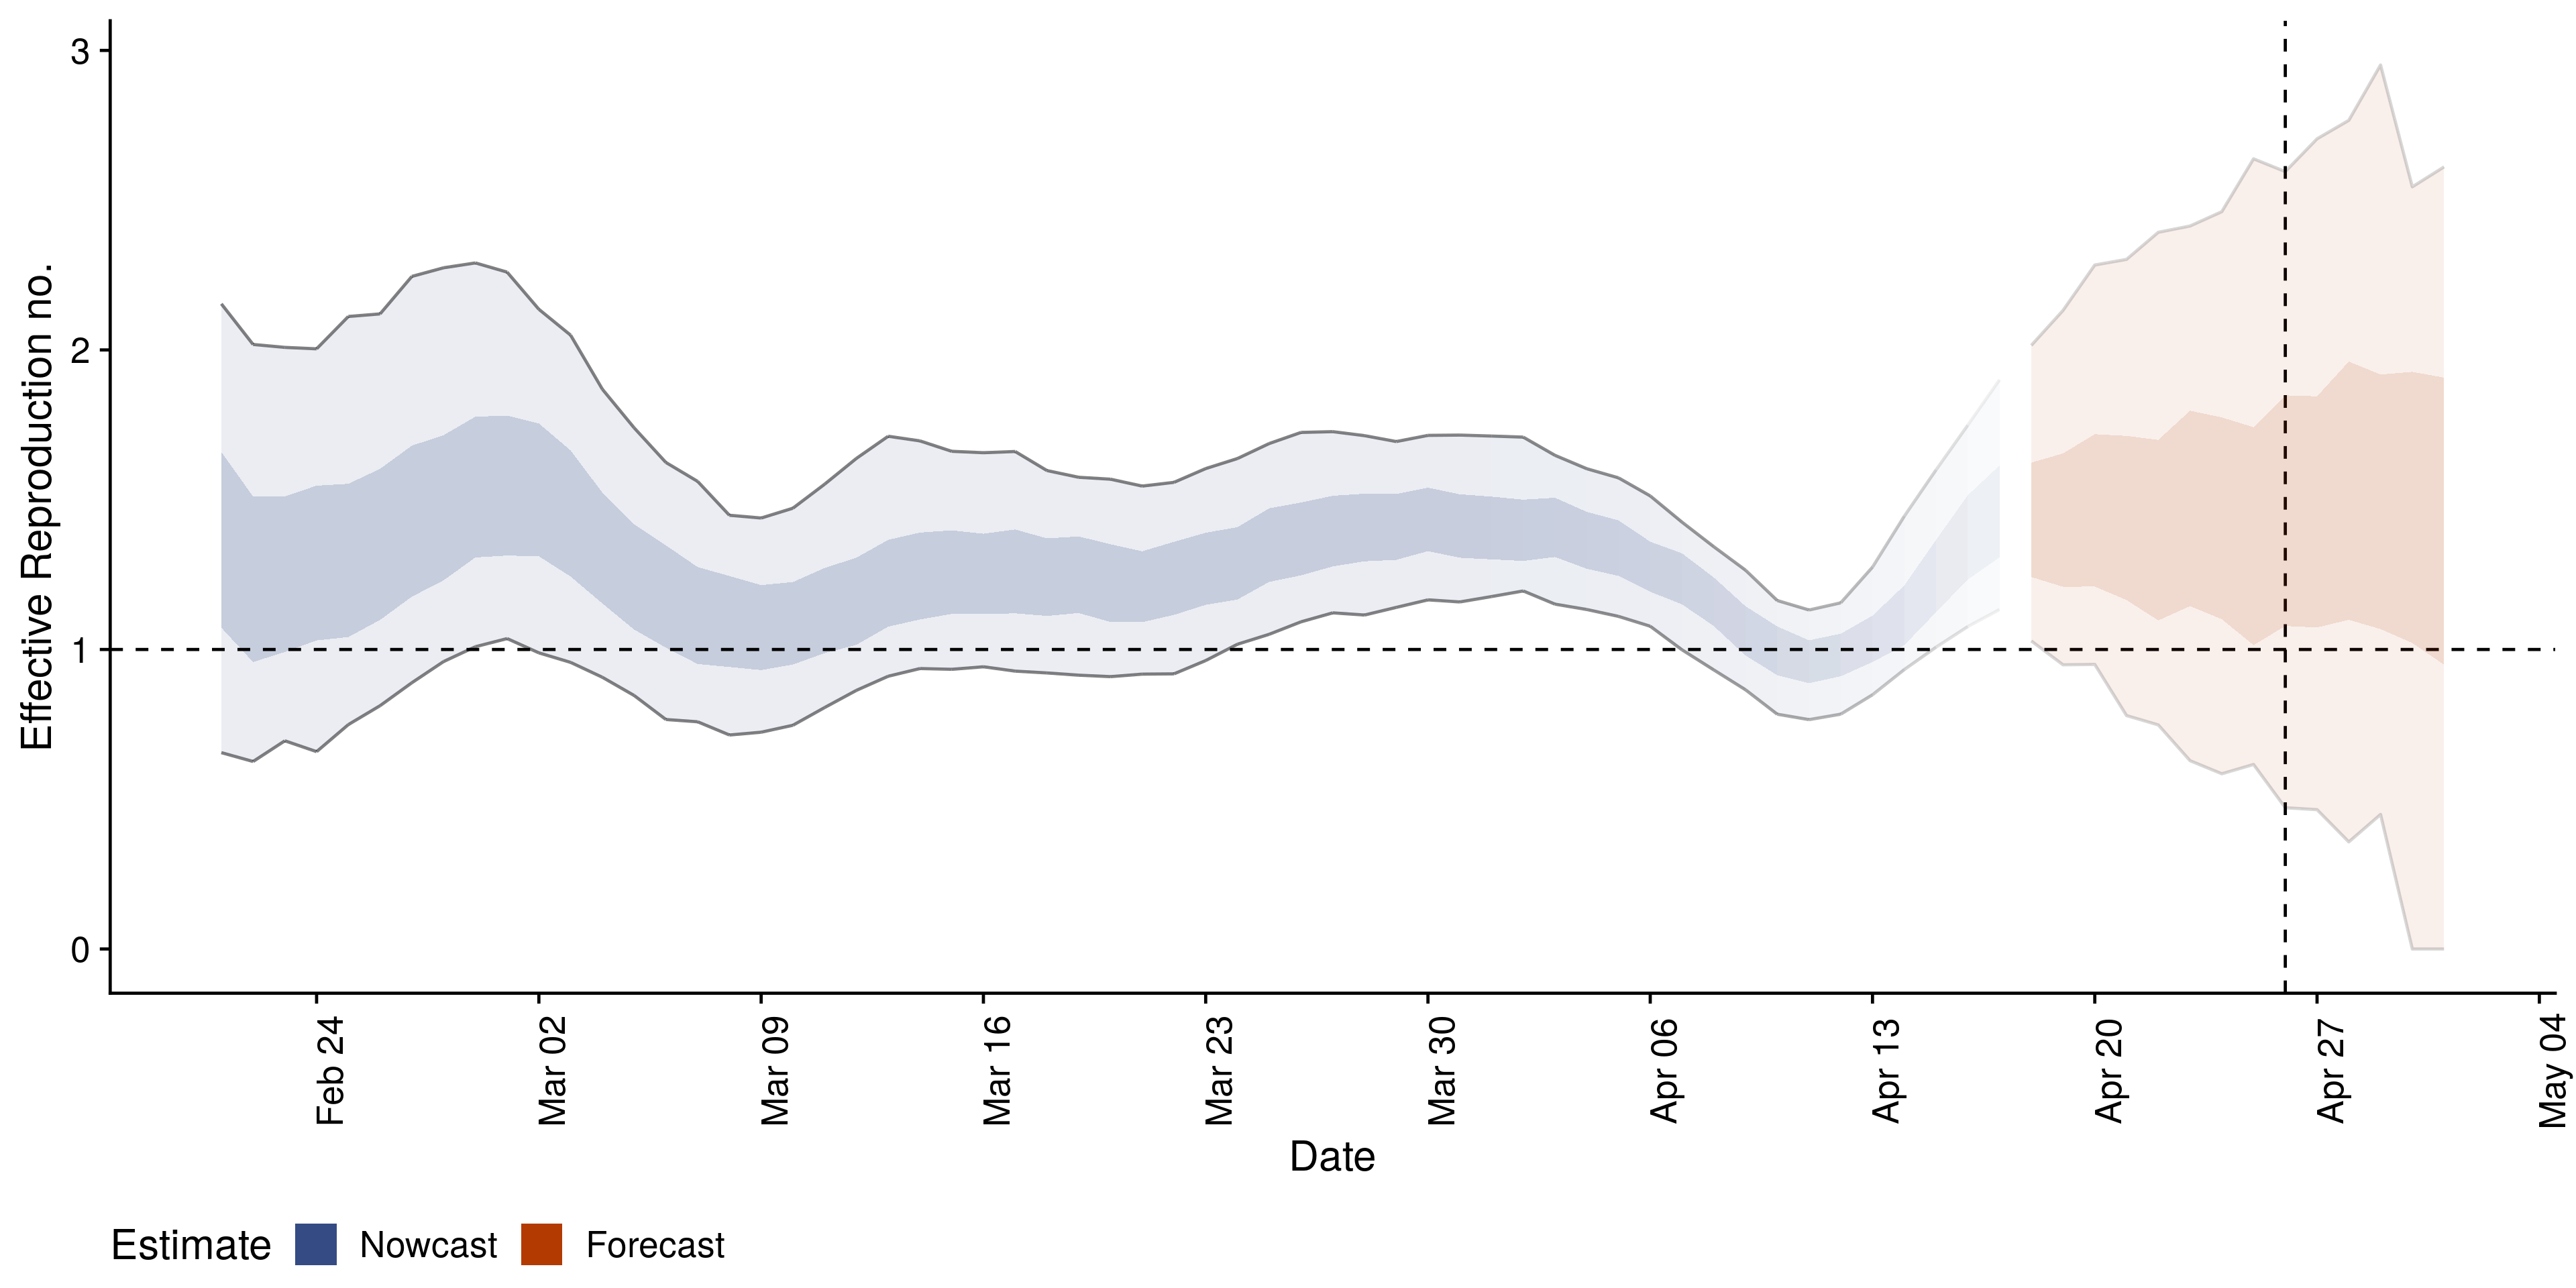 Effective Reproduction no.
3
2
1
0
Feb 24
Mar 02
Mar 09
Mar 16
Mar 23
Mar 30
Apr 06
Apr 13
Apr 20
Apr 27
May 04
Date
Estimate Nowcast Forecast